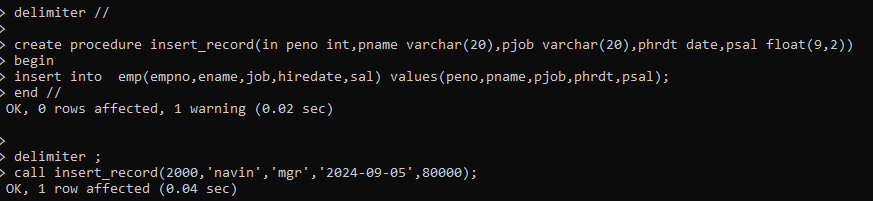 > delimiter //
>
> create procedure insert_record(in peno int,pname varchar(20),pjob varchar(20),phrdt date,psal float(9,2))
> begin
> insert into  emp(empno,ename,job,hiredate,sal) values(peno,pname,pjob,phrdt,psal);
> end //
OK, 0 rows affected, 1 warning (0.02 sec)
>
> delimiter ;
> call insert_record(2000,'navin','mgr','2024-09-05',80000);
OK, 1 row affected (0.04 sec)